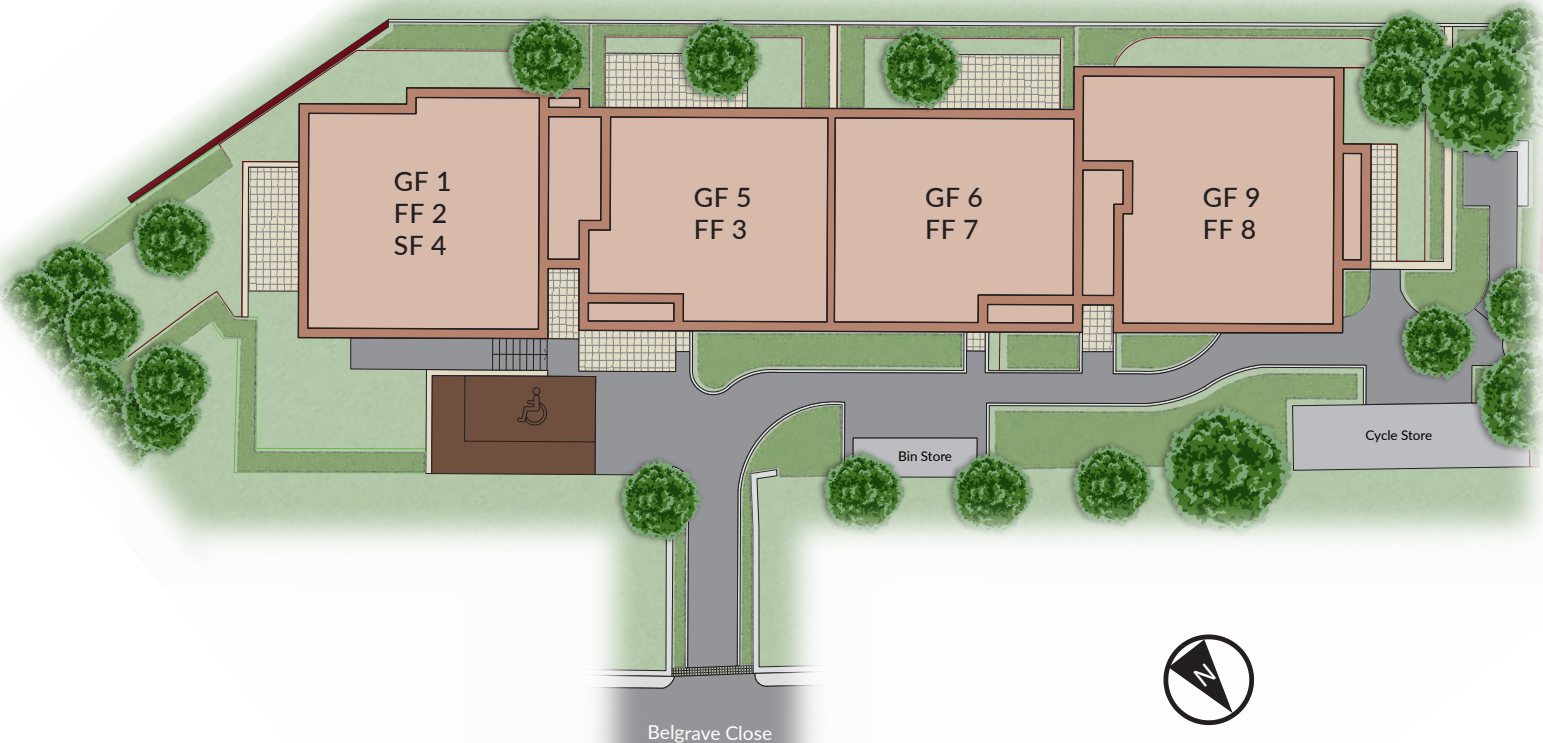 GF 1
FF 2
SF 4
GF 5
FF 3
GF 6
FF 7
GF 9
FF 8
Cycle Store
Bin Store
N
Belgrave Close